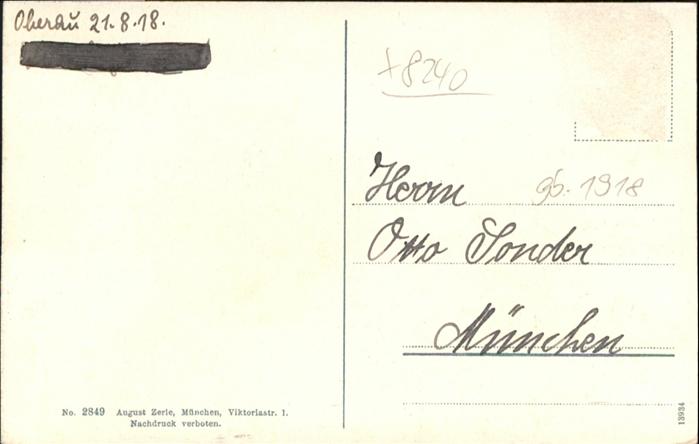 Oberau 21.8.18.
+8240
Herrn
gb. 1918
Otto Sonder
München
No. 2849 August Zerle, München, Viktoriastr. 1.
Nachdruck verboten.
13934